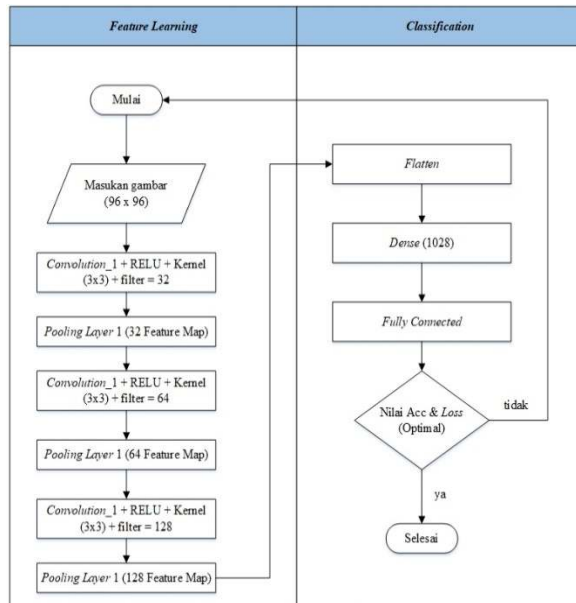 Feature Learning
Classification
Mulai
Masukan gambar
(96 x 96)
Convolution_1 + RELU + Kernel
(3x3) + filter = 32
Pooling Layer 1 (32 Feature Map)
Convolution_1 + RELU + Kernel
(3x3) + filter = 64
Pooling Layer 1 (64 Feature Map)
Convolution_1 + RELU + Kernel
(3x3) + filter = 128
Pooling Layer 1 (128 Feature Map)
Flatten
Dense (1028)
Fully Connected
Nilai Acc & Loss
(Optimal)
tidak
ya
Selesai